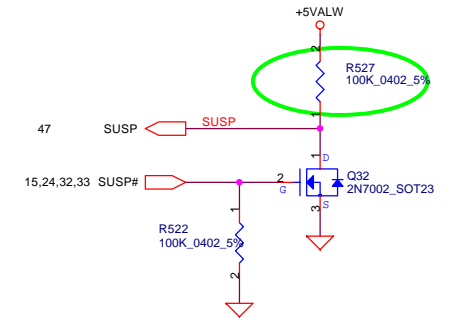 +5VALW
2
R527
100K_0402_5%
1
47 SUSP SUSP
1 D
15,24,32,33 SUSP# 2 G
Q32
2N7002_SOT23
3 S
1
R522
100K_0402_5%
2